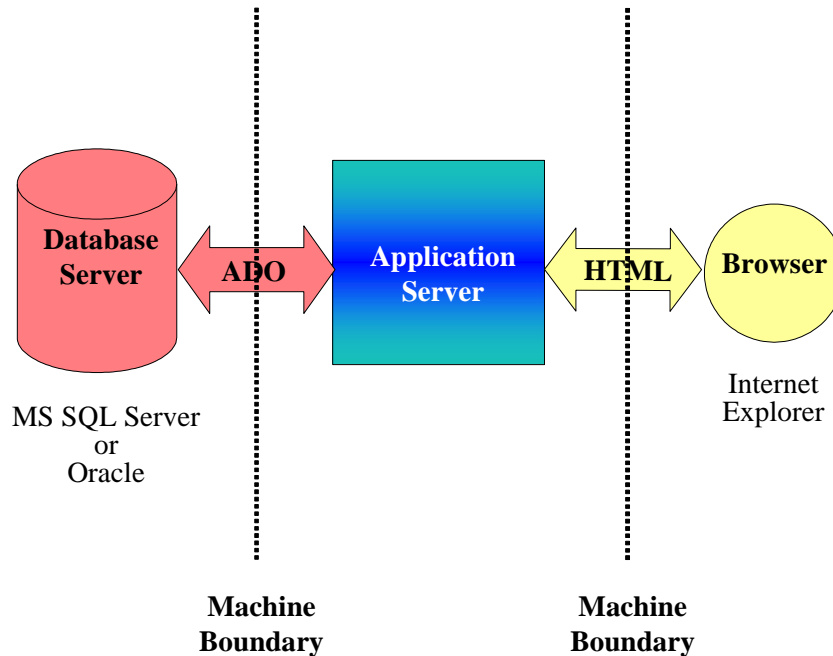 Database
Server
ADO
Application
Server
HTML
Browser
MS SQL Server
or
Oracle
Internet
Explorer
Machine
Boundary
Machine
Boundary